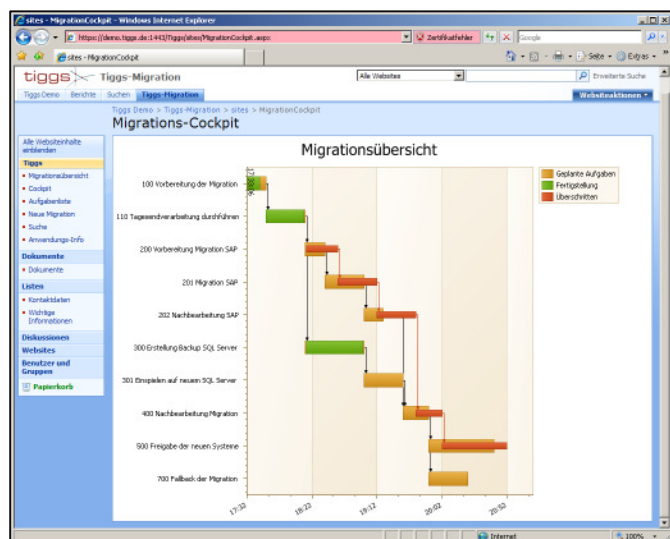 sites - MigrationCockpit - Windows Internet Explorer
https://demo.tiggs.de:1443/Tiggs/sites/MigrationCockpit.aspx
Zertifikatfehler
Google
sites - MigrationCockpit
Seite
Extras
tiggs
Tiggs-Migration
Alle Websites
Erweiterte Suche
Tiggs Demo
Berichte
Suchen
Tiggs-Migration
Websiteaktionen
Tiggs Demo > Tiggs-Migration > sites > MigrationCockpit
Migrations-Cockpit
Alle Websiteinhalte
einblenden
Tiggs
Migrationsübersicht
Cockpit
Aufgabenliste
Neue Migration
Suche
Anwendungs-Info
Dokumente
Dokumente
Listen
Kontaktdaten
Wichtige
Informationen
Diskussionen
Websites
Benutzer und
Gruppen
Papierkorb
Migrationsübersicht
Geplante Aufgaben
Fertigstellung
Überschritten
100 Vorbereitung der Migration
110 Tagesendverarbeitung durchführen
200 Vorbereitung Migration SAP
201 Migration SAP
202 Nachbearbeitung SAP
300 Erstellung Backup SQL Server
301 Einspielen auf neuem SQL Server
400 Nachbearbeitung Migration
500 Freigabe der neuen Systeme
700 Fallback der Migration
17:32
18:22
19:12
20:02
20:52
Internet
100%